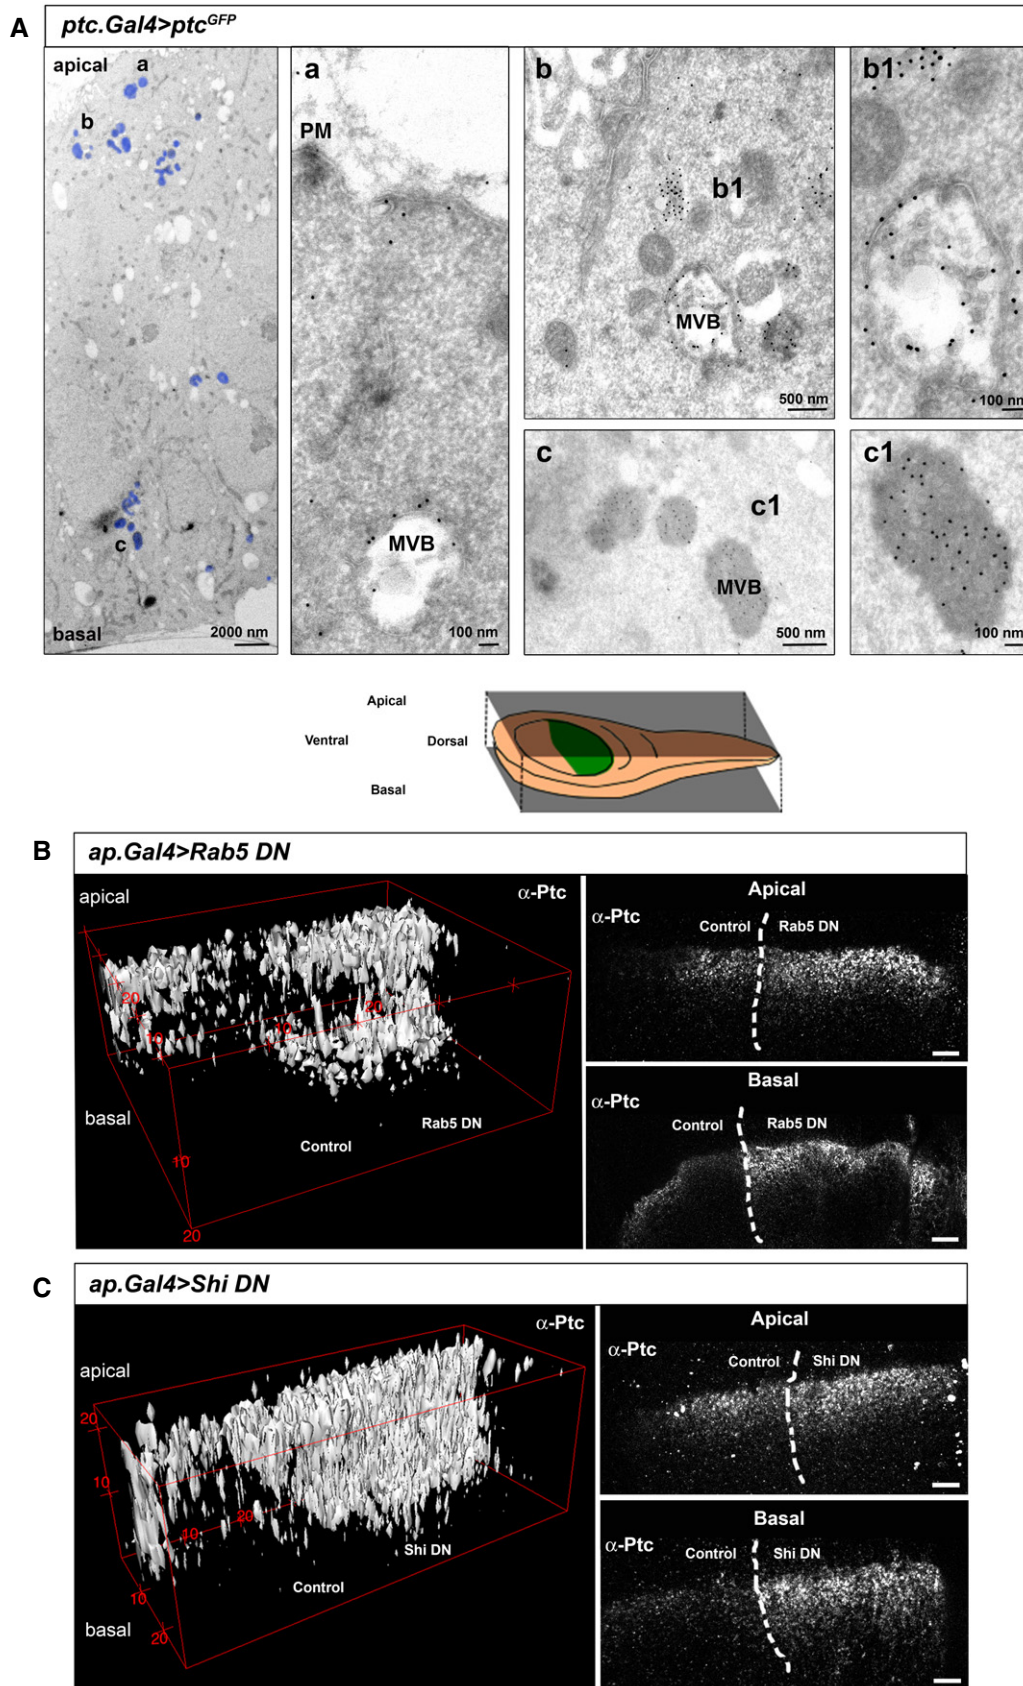 A
ptc.Gal4>ptcGFP
apical
a
b
c
basal
2000 nm
a
PM
MVB
100 nm
b
b1
MVB
500 nm
b1
100 nm
c
c1
MVB
500 nm
c1
100 nm
Apical
Ventral
Dorsal
Basal
B
ap.Gal4>Rab5 DN
apical
α-Ptc
20
10
10
20
basal
10
20
Control
Rab5 DN
Apical
α-Ptc
Control
Rab5 DN
Basal
α-Ptc
Control
Rab5 DN
C
ap.Gal4>Shi DN
α-Ptc
apical
20
10
20
10
10
20
basal
Shi DN
Control
Apical
α-Ptc
Control
Shi DN
Basal
α-Ptc
Control
Shi DN